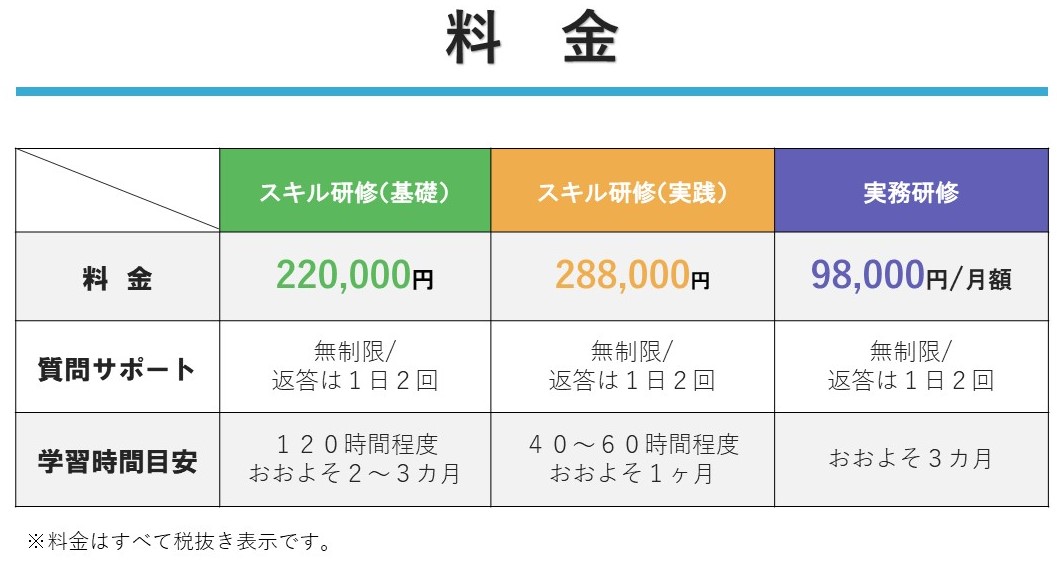 料 金
スキル研修(基礎)
スキル研修(実践)
実務研修
料 金
220,000円
288,000円
98,000円/月額
質問サポート
無制限/
返答は１日２回
無制限/
返答は１日２回
無制限/
返答は１日２回
学習時間目安
１２０時間程度
おおよそ２～３カ月
４０～６０時間程度
おおよそ１ヶ月
おおよそ３カ月
※料金はすべて税抜き表示です。